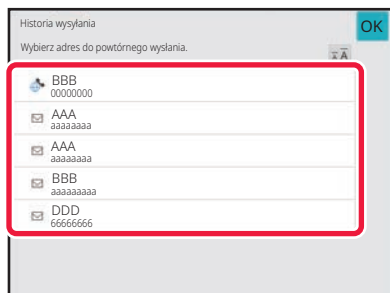 Historia wysyłania
OK
Wybierz adres do powtórnego wysłania.
BBB
00000000
AAA
aaaaaaaa
AAA
aaaaaaaa
BBB
aaaaaaaaa
DDD
66666666